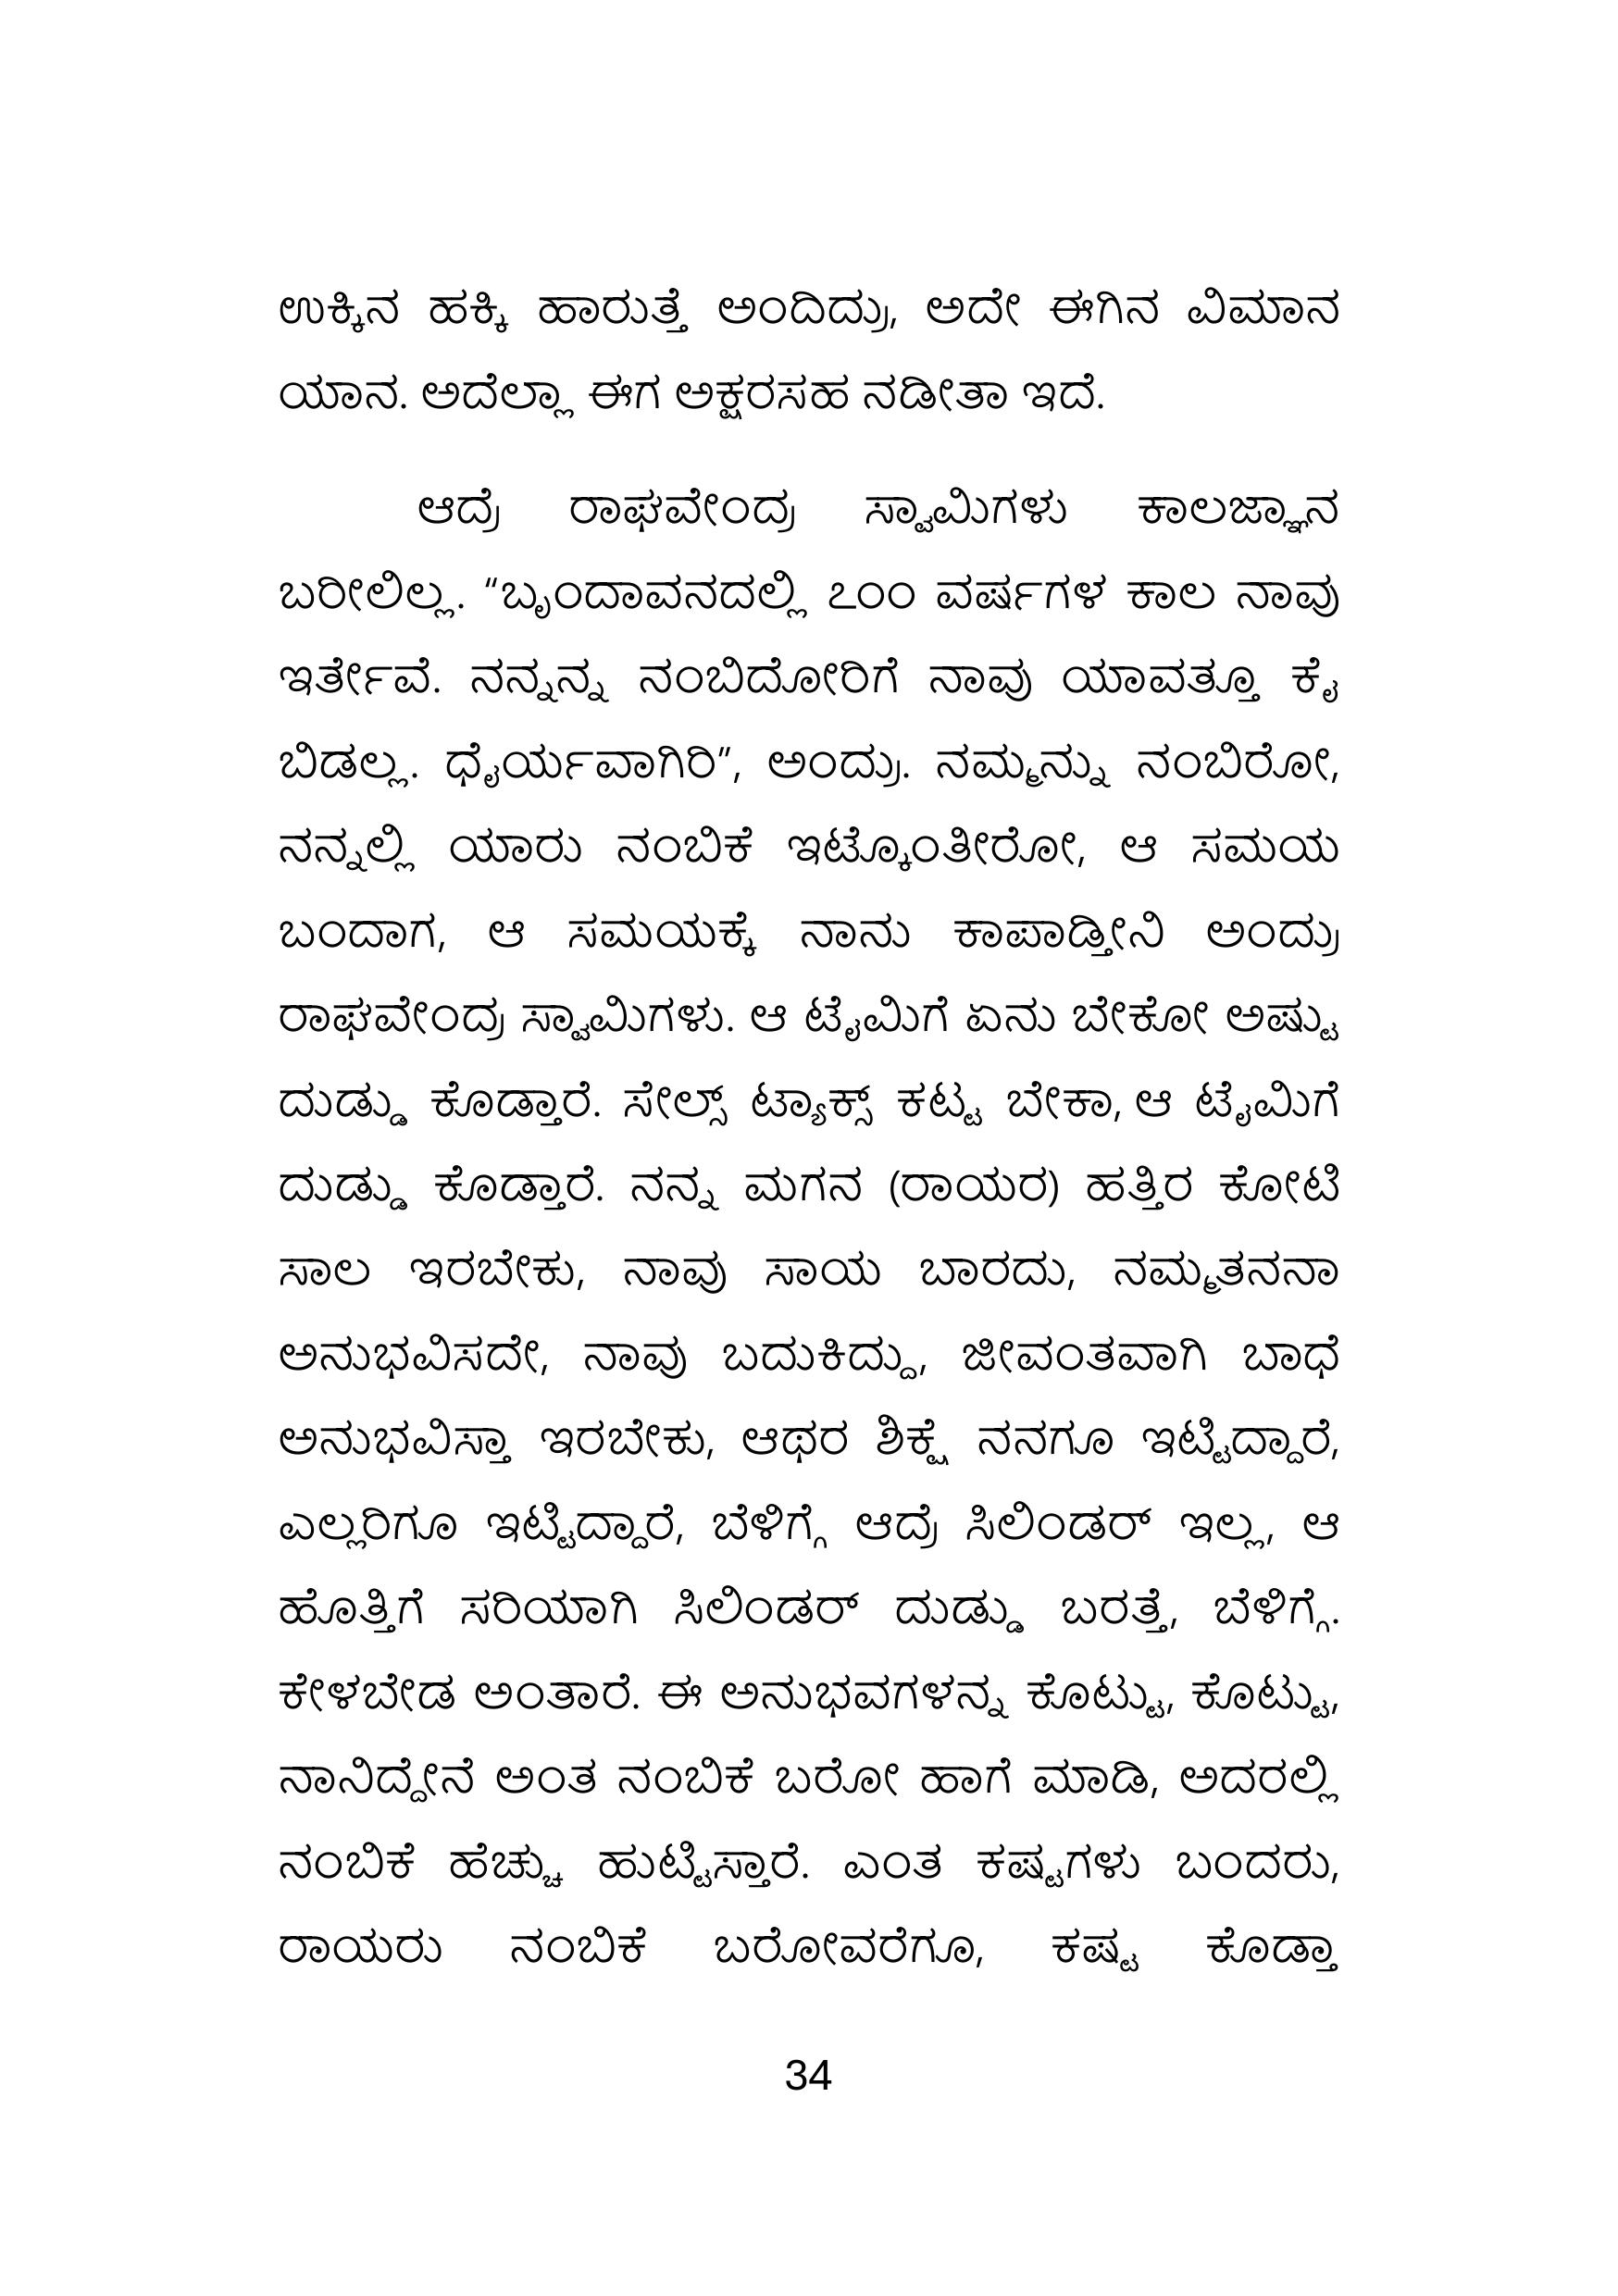 ಉಕ್ಕಿನ ಹಕ್ಕಿ ಹಾರುತ್ತೆ ಅಂದಿದ್ರು, ಅದೇ ಈಗಿನ ವಿಮಾನ
ಯಾನ. ಅದೆಲ್ಲಾ ಈಗ ಅಕ್ಷರಸಹ ನಡೀತಾ ಇದೆ.
ಆದ್ರೆ ರಾಘವೇಂದ್ರ ಸ್ವಾಮಿಗಳು ಕಾಲಜ್ಞಾನ
ಬರೀಲಿಲ್ಲ. “ಬೃಂದಾವನದಲ್ಲಿ ೭೦೦ ವರ್ಷಗಳ ಕಾಲ ನಾವು
ಇರ್ತೇವೆ. ನನ್ನನ್ನ ನಂಬಿದೋರಿಗೆ ನಾವು ಯಾವತ್ತೂ ಕೈ
ಬಿಡಲ್ಲ. ಧೈರ್ಯವಾಗಿರಿ”, ಅಂದ್ರು. ನಮ್ಮನ್ನು ನಂಬಿರೋ,
ನನ್ನಲ್ಲಿ ಯಾರು ನಂಬಿಕೆ ಇಟ್ಕೊಂತೀರೋ, ಆ ಸಮಯ
ಬಂದಾಗ, ಆ ಸಮಯಕ್ಕೆ ನಾನು ಕಾಪಾಡ್ತೀನಿ ಅಂದ್ರು
ರಾಘವೇಂದ್ರ ಸ್ವಾಮಿಗಳು. ಆ ಟೈಮಿಗೆ ಏನು ಬೇಕೋ ಅಷ್ಟು
ದುಡ್ಡು ಕೊಡ್ತಾರೆ. ಸೇಲ್ಸ್ ಟ್ಯಾಕ್ಸ್ ಕಟ್ಟ ಬೇಕಾ, ಆ ಟೈಮಿಗೆ
ದುಡ್ಡು ಕೊಡ್ತಾರೆ. ನನ್ನ ಮಗನ (ರಾಯರ) ಹತ್ತಿರ ಕೋಟಿ
ಸಾಲ ಇರಬೇಕು, ನಾವು ಸಾಯ ಬಾರದು, ನಮ್ಮತನನಾ
ಅನುಭವಿಸದೇ, ನಾವು ಬದುಕಿದ್ದು, ಜೀವಂತವಾಗಿ ಬಾಧೆ
ಅನುಭವಿಸ್ತಾ ಇರಬೇಕು, ಆಥರ ಶಿಕ್ಷೆ ನನಗೂ ಇಟ್ಟಿದ್ದಾರೆ,
ಎಲ್ಲರಿಗೂ ಇಟ್ಟಿದ್ದಾರೆ, ಬೆಳಿಗ್ಗೆ ಆದ್ರೆ ಸಿಲಿಂಡರ್ ಇಲ್ಲ, ಆ
ಹೊತ್ತಿಗೆ ಸರಿಯಾಗಿ ಸಿಲಿಂಡರ್ ದುಡ್ಡು ಬರತ್ತೆ, ಬೆಳಿಗ್ಗೆ.
ಕೇಳಬೇಡ ಅಂತಾರೆ. ಈ ಅನುಭವಗಳನ್ನ ಕೊಟ್ಟು, ಕೊಟ್ಟು,
ನಾನಿದ್ದೇನೆ ಅಂತ ನಂಬಿಕೆ ಬರೋ ಹಾಗೆ ಮಾಡಿ, ಅದರಲ್ಲಿ
ನಂಬಿಕೆ ಹೆಚ್ಚು ಹುಟ್ಟಿಸ್ತಾರೆ. ಎಂತ ಕಷ್ಟಗಳು ಬಂದರು,
ರಾಯರು ನಂಬಿಕೆ ಬರೋವರೆಗೂ, ಕಷ್ಟ ಕೊಡ್ತಾ
34